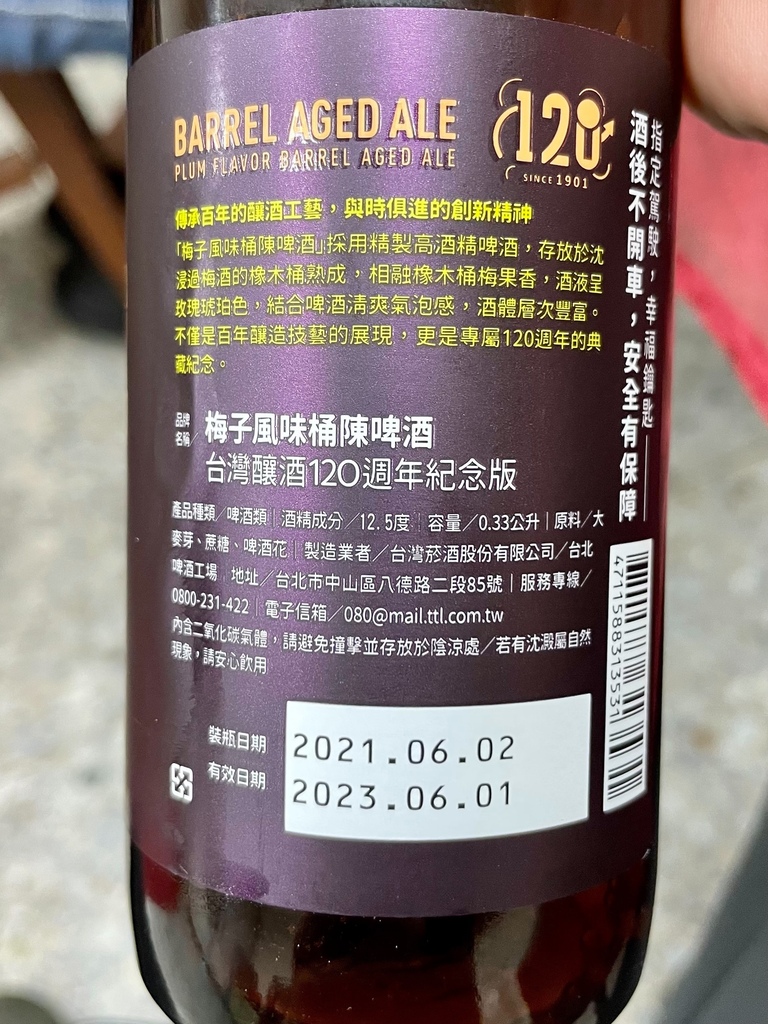 BARREL AGED ALE
PLUM FLAVOR BARREL AGED ALE
120
SINCE 1901
傳承百年的釀酒工藝，與時俱進的創新精神
「梅子風味桶陳啤酒」採用精製高酒精啤酒，存放於沈
浸過梅酒的橡木桶熟成，相融橡木桶梅果香，酒液呈
玫瑰琥珀色，結合啤酒清爽氣泡感，酒體層次豐富。
不僅是百年釀造技藝的展現，更是專屬120週年的典
藏紀念。
品牌名稱
梅子風味桶陳啤酒
台灣釀酒120週年紀念版
產品種類／啤酒類｜酒精成分／12.5度｜容量／0.33公升｜原料／大
麥芽、蔗糖、啤酒花｜製造業者／台灣菸酒股份有限公司／台北
啤酒工場｜地址／台北市中山區八德路二段85號｜服務專線／
0800-231-422｜電子信箱／080@mail.ttl.com.tw
內含二氧化碳氣體，請避免撞擊並存放於陰涼處／若有沈澱屬自然
現象，請安心飲用
裝瓶日期 2021.06.02
有效日期 2023.06.01
指定駕駛，幸福鑰匙
酒後不開車，安全有保障
4711588313531